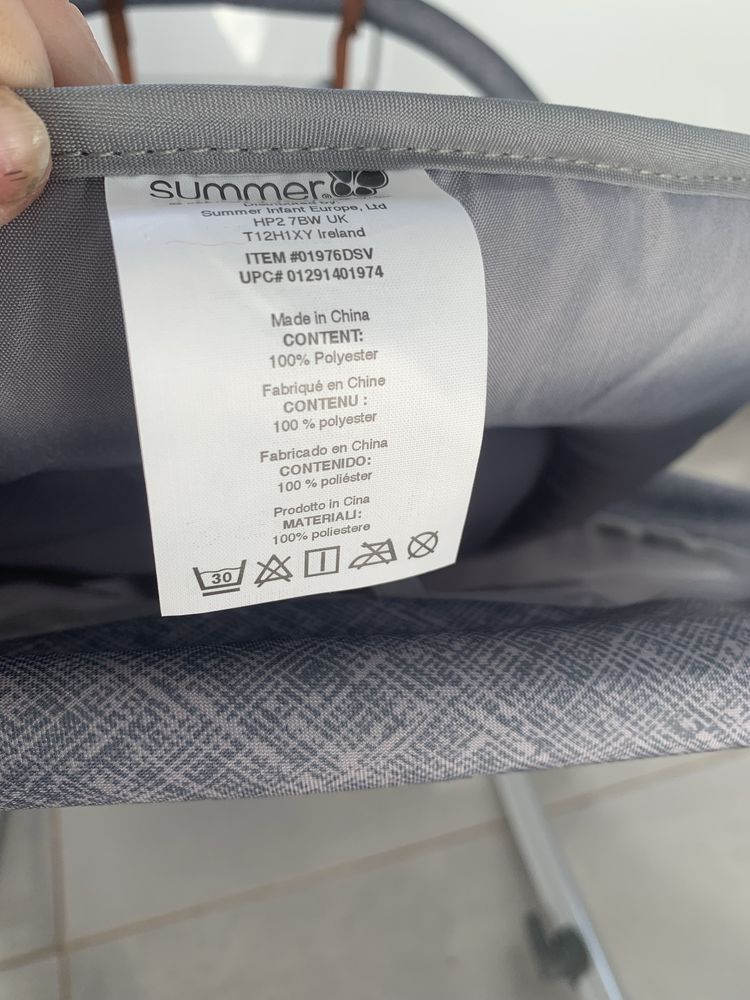 summer®
Distributed by:
Summer Infant Europe, Ltd
HP2 7BW UK
T12H1XY Ireland
ITEM #01976DSV
UPC# 01291401974
Made in China
CONTENT:
100% Polyester
Fabriqué en Chine
CONTENU :
100 % polyester
Fabricado en China
CONTENIDO:
100 % poliéster
Prodotto in Cina
MATERIALI:
100% poliestere
30